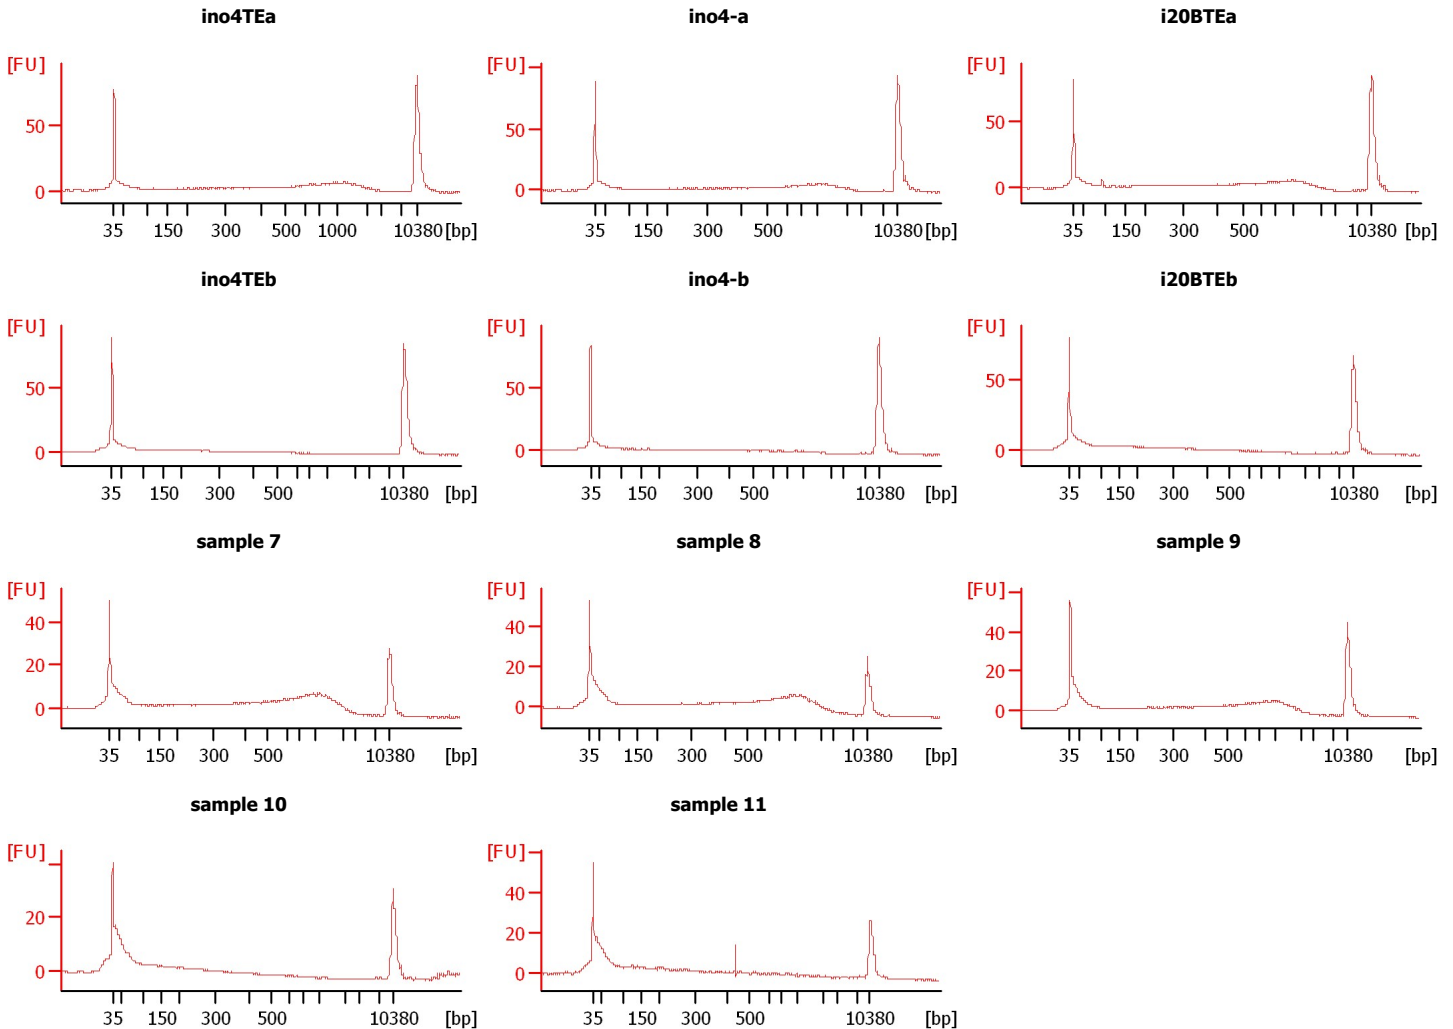 ino4TEa ino4-a i20BTEa
[FU] [FU] [FU]
50 50 50
0 0 0
35 150 300 500 1000 10380 [bp] 35 150 300 500 10380 [bp] 35 150 300 500 10380 [bp]
ino4TEb ino4-b i20BTEb
[FU] [FU] [FU]
50 50 50
0 0 0
35 150 300 500 10380 [bp] 35 150 300 500 10380 [bp] 35 150 300 500 10380 [bp]
sample 7 sample 8 sample 9
[FU] [FU] [FU]
40 40 40
20 20 20
0 0 0
35 150 300 500 10380 [bp] 35 150 300 500 10380 [bp] 35 150 300 500 10380 [bp]
sample 10 sample 11
[FU] [FU]
40
20 20
0 0
35 150 300 500 10380 [bp] 35 150 300 500 10380 [bp]